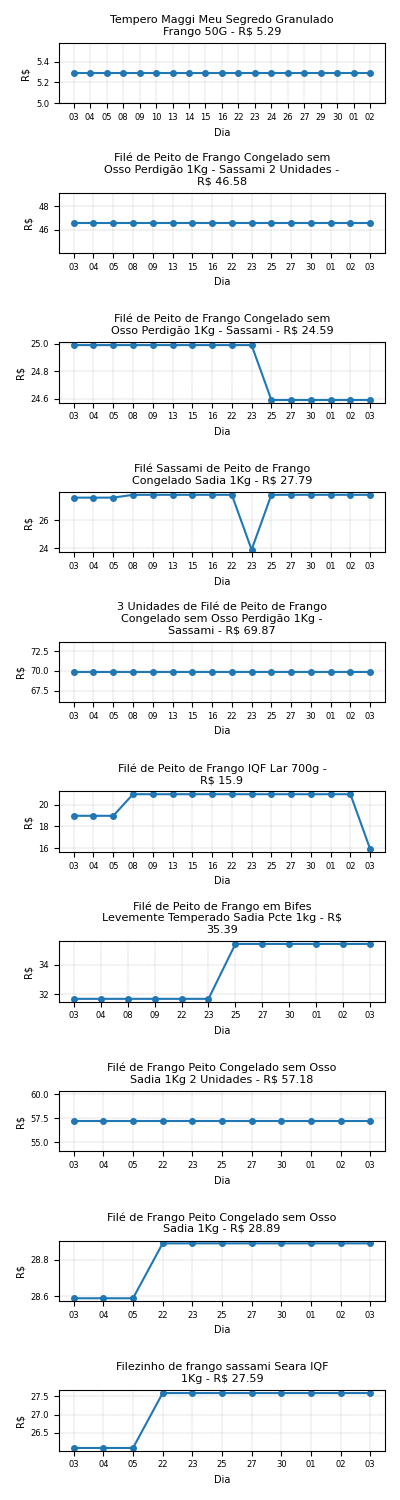 Tempero Maggi Meu Segredo Granulado
Frango 50G - R$ 5.29
5.4
5.2
5.0
R$
03 04 05 08 09 10 13 14 15 16 22 23 24 26 27 29 30 01 02
Dia
Filé de Peito de Frango Congelado sem
Osso Perdigão 1Kg - Sassami 2 Unidades -
R$ 46.58
48
46
R$
03 04 05 08 09 13 15 16 22 23 25 27 30 01 02 03
Dia
Filé de Peito de Frango Congelado sem
Osso Perdigão 1Kg - Sassami - R$ 24.59
25.0
24.8
24.6
R$
03 04 05 08 09 13 15 16 22 23 25 27 30 01 02 03
Dia
Filé Sassami de Peito de Frango
Congelado Sadia 1Kg - R$ 27.79
26
24
R$
03 04 05 08 09 13 15 16 22 23 25 27 30 01 02 03
Dia
3 Unidades de Filé de Peito de Frango
Congelado sem Osso Perdigão 1Kg -
Sassami - R$ 69.87
72.5
70.0
67.5
R$
03 04 05 08 09 13 15 16 22 23 25 27 30 01 02 03
Dia
Filé de Peito de Frango IQF Lar 700g -
R$ 15.9
20
18
16
R$
03 04 05 08 09 13 15 16 22 23 25 27 30 01 02 03
Dia
Filé de Peito de Frango em Bifes
Levemente Temperado Sadia Pcte 1kg - R$
35.39
34
32
R$
03 04 08 09 22 23 25 27 30 01 02 03
Dia
Filé de Frango Peito Congelado sem Osso
Sadia 1Kg 2 Unidades - R$ 57.18
60.0
57.5
55.0
R$
03 04 05 22 23 25 27 30 01 02 03
Dia
Filé de Frango Peito Congelado sem Osso
Sadia 1Kg - R$ 28.89
28.8
28.6
R$
03 04 05 22 23 25 27 30 01 02 03
Dia
Filezinho de frango sassami Seara IQF
1Kg - R$ 27.59
27.5
27.0
26.5
R$
03 04 05 22 23 25 27 30 01 02 03
Dia